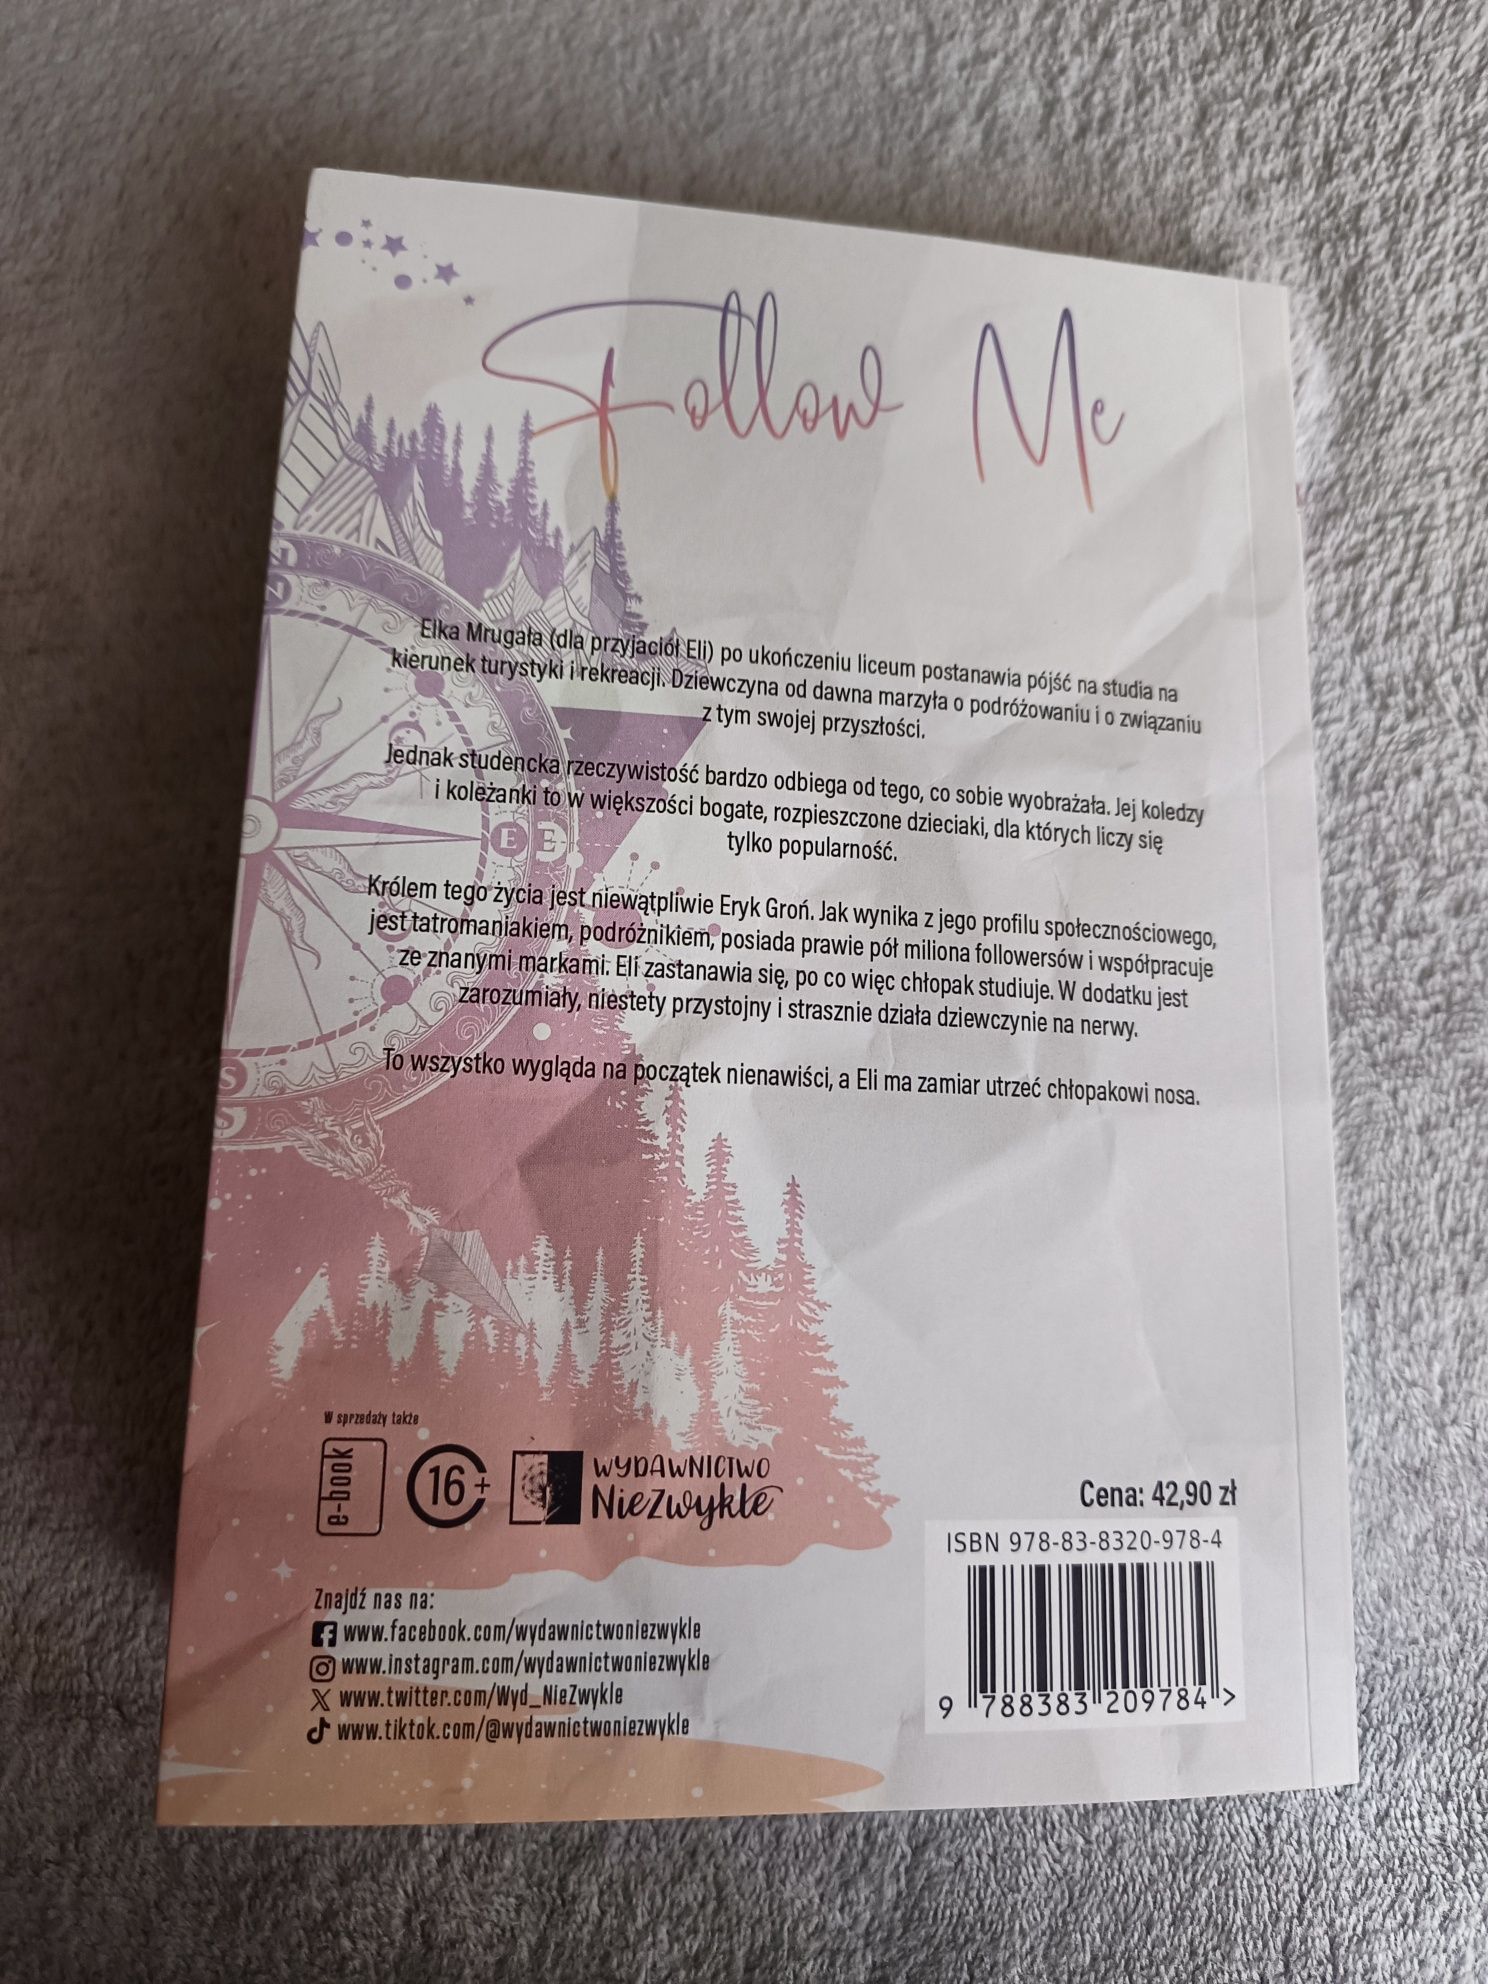 Follow Me
Elka Mrugała (dla przyjaciół Eli) po ukończeniu liceum postanawia pójść na studia na
kierunek turystyki i rekreacji. Dziewczyna od dawna marzyła o podróżowaniu i o związaniu
z tym swojej przyszłości.
Jednak studencka rzeczywistość bardzo odbiega od tego, co sobie wyobrażała. Jej koledzy
i koleżanki to w większości bogate, rozpieszczone dzieciaki, dla których liczy się
tylko popularność.
Królem tego życia jest niewątpliwie Eryk Groń. Jak wynika z jego profilu społecznościowego,
jest tatromaniakiem, podróżnikiem, posiada prawie pół miliona followersów i współpracuje
ze znanymi markami. Eli zastanawia się, po co więc chłopak studiuje. W dodatku jest
zarozumiały, niestety przystojny i strasznie działa dziewczynie na nerwy.
To wszystko wygląda na początek nienawiści, a Eli ma zamiar utrzeć chłopakowi nosa.
N
N
E E
S
S
W sprzedaży także
e-book
16+
WYDAWNICTWO
NieZwykłe
Cena: 42,90 zł
ISBN 978-83-8320-978-4
9 788383 209784 >
Znajdź nas na:
www.facebook.com/wydawnictwoniezwykle
www.instagram.com/wydawnictwoniezwykle
www.twitter.com/Wyd_NieZwykle
www.tiktok.com/@wydawnictwoniezwykle